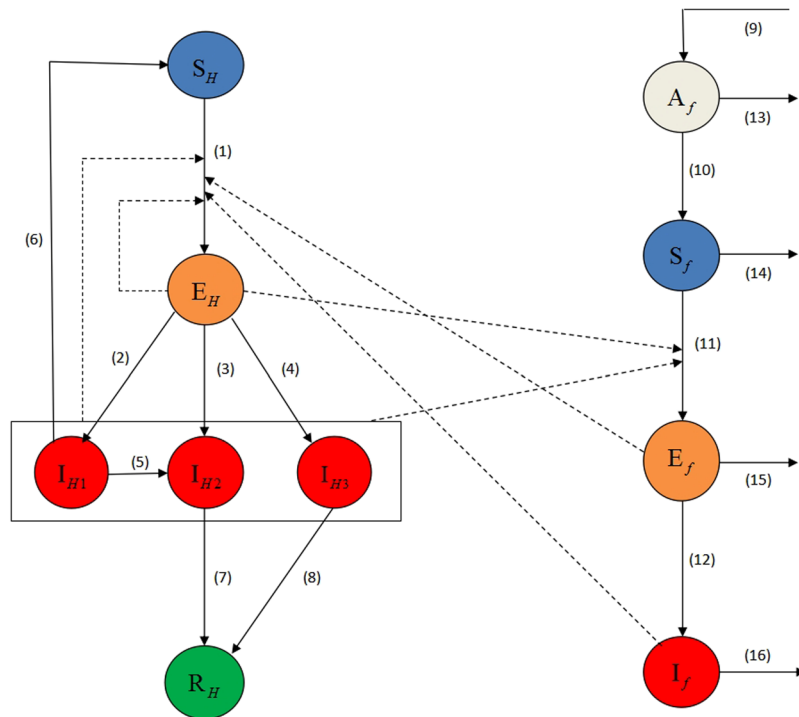 S_H
(9)
A_f
(13)
(1)
(10)
(6)
S_f
(14)
E_H
(11)
(2)
(3)
(4)
E_f
(15)
I_H1
(5)
I_H2
I_H3
(12)
(7)
(8)
R_H
I_f
(16)